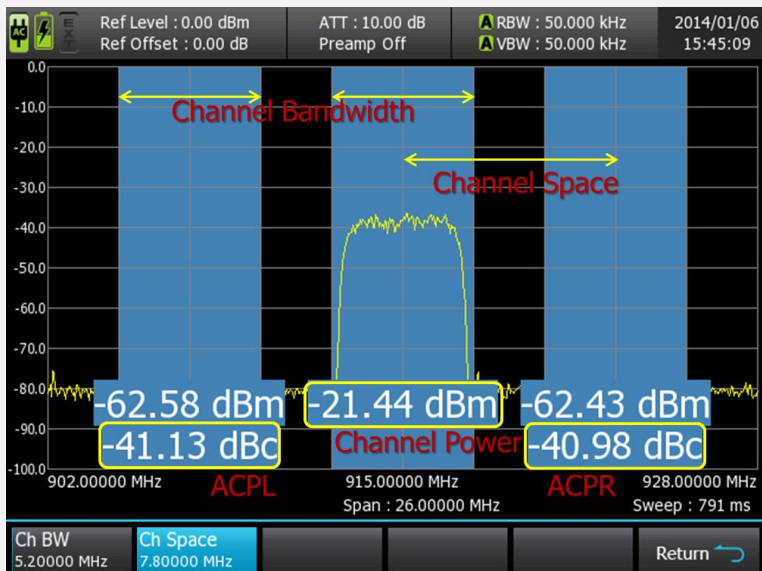 AC
EXT
Ref Level : 0.00 dBm
Ref Offset : 0.00 dB
ATT : 10.00 dB
Preamp Off
A RBW : 50.000 kHz
A VBW : 50.000 kHz
2014/01/06
15:45:09
0.0
-10.0
-20.0
-30.0
-40.0
-50.0
-60.0
-70.0
-80.0
-90.0
-100.0
Channel Bandwidth
Channel Space
-62.58 dBm
-41.13 dBc
-21.44 dBm
Channel Power
-62.43 dBm
-40.98 dBc
902.00000 MHz
ACPL
915.00000 MHz
ACPR
928.00000 MHz
Span : 26.00000 MHz
Sweep : 791 ms
Ch BW
5.20000 MHz
Ch Space
7.80000 MHz
Return